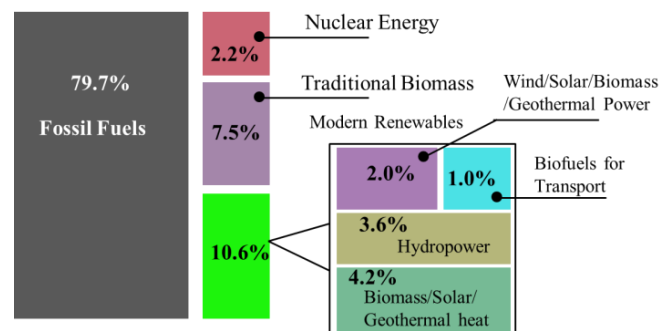 79.7%
Fossil Fuels
2.2%
Nuclear Energy
7.5%
Traditional Biomass
10.6%
Modern Renewables
Wind/Solar/Biomass
/Geothermal Power
2.0%
1.0%
Biofuels for
Transport
3.6%
Hydropower
4.2%
Biomass/Solar/
Geothermal heat